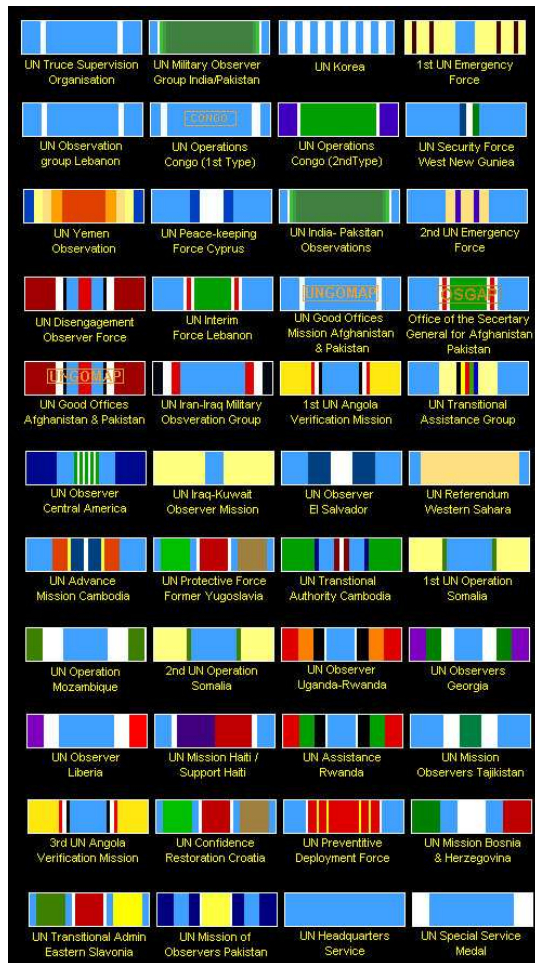 UN Truce Supervision
Organisation
UN Military Observer
Group India/Pakistan
UN Korea
1st UN Emergency
Force
UN Observation
group Lebanon
CONGO
UN Operations
Congo (1st Type)
UN Operations
Congo (2ndType)
UN Security Force
West New Guniea
UN Yemen
Observation
UN Peace-keeping
Force Cyprus
UN India- Paksitan
Observations
2nd UN Emergency
Force
UN Disengagement
Observer Force
UN Interim
Force Lebanon
UNGOMAP
UN Good Offices
Mission Afghanistan
& Pakistan
OSGAP
Office of the Secertary
General for Afghanistan
Pakistan
UNGOMAP
UN Good Offices
Afghanistan & Pakistan
UN Iran-Iraq Military
Obsveration Group
1st UN Angola
Verification Mission
UN Transitional
Assistance Group
UN Observer
Central America
UN Iraq-Kuwait
Observer Mission
UN Observer
El Salvador
UN Referendum
Western Sahara
UN Advance
Mission Cambodia
UN Protective Force
Former Yugoslavia
UN Transtional
Authority Cambodia
1st UN Operation
Somalia
UN Operation
Mozambique
2nd UN Operation
Somalia
UN Observer
Uganda-Rwanda
UN Observers
Georgia
UN Observer
Liberia
UN Mission Haiti /
Support Haiti
UN Assistance
Rwanda
UN Mission
Observers Tajikistan
3rd UN Angola
Verification Mission
UN Confidence
Restoration Croatia
UN Preventitive
Deployment Force
UN Mission Bosnia
& Herzegovina
UN Transitional Admin
Eastern Slavonia
UN Mission of
Observers Pakistan
UN Headquarters
Service
UN Special Service
Medal